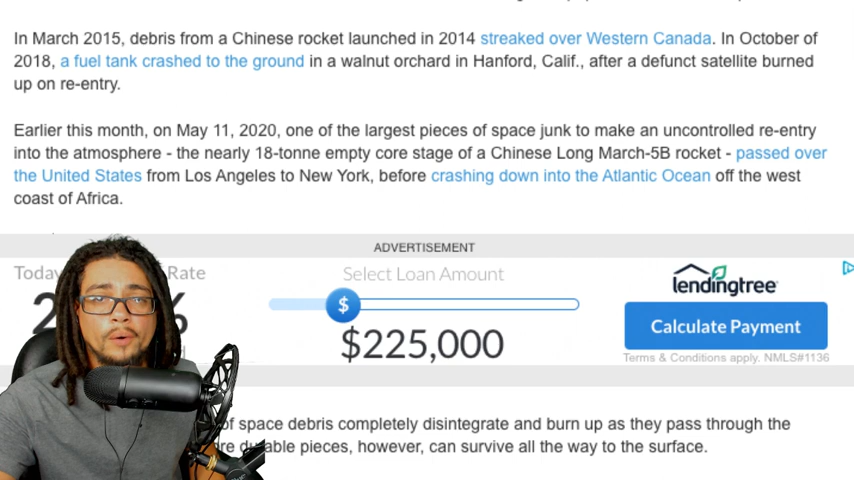 In March 2015, debris from a Chinese rocket launched in 2014 streaked over Western Canada. In October of
2018, a fuel tank crashed to the ground in a walnut orchard in Hanford, Calif., after a defunct satellite burned
up on re-entry.
Earlier this month, on May 11, 2020, one of the largest pieces of space junk to make an uncontrolled re-entry
into the atmosphere - the nearly 18-tonne empty core stage of a Chinese Long March-5B rocket - passed over
the United States from Los Angeles to New York, before crashing down into the Atlantic Ocean off the west
coast of Africa.
ADVERTISEMENT
Rate
Select Loan Amount
$
$225,000
lendingtree
Calculate Payment
Terms & Conditions apply. NMLS#1136
of space debris completely disintegrate and burn up as they pass through the
pieces, however, can survive all the way to the surface.